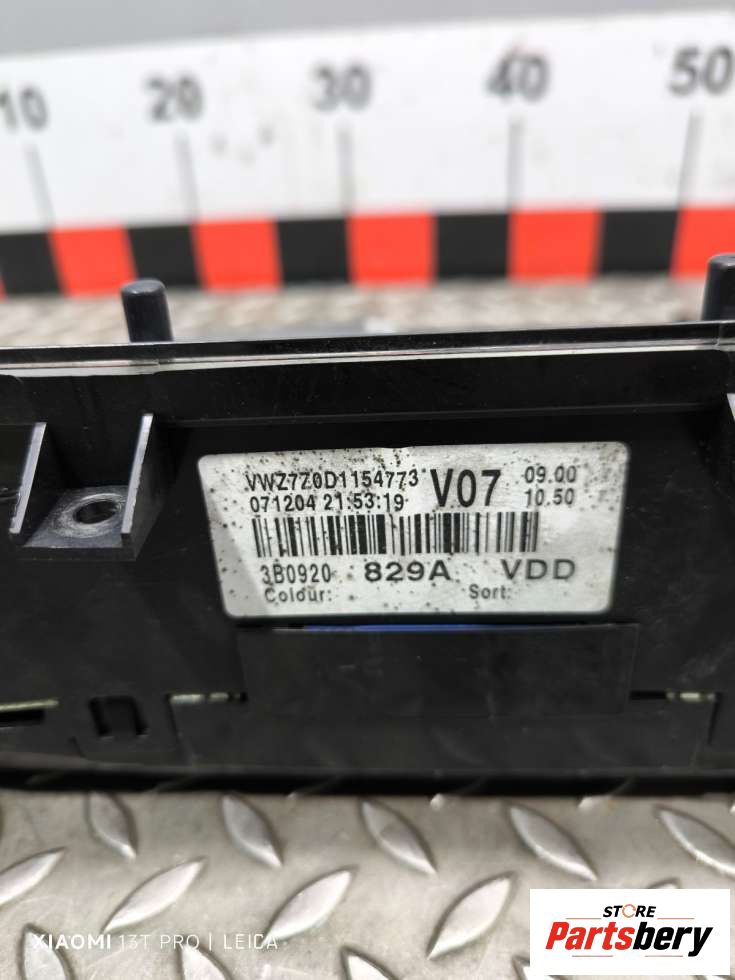 10 20 30 40 50
VWZ7Z0D1154773 V07 09.00
071204 21:53:19 10.50
3B0920 829A VDD
Colour: Sort:
XIAOMI 13T PRO | LEICA
STORE
Partsbery